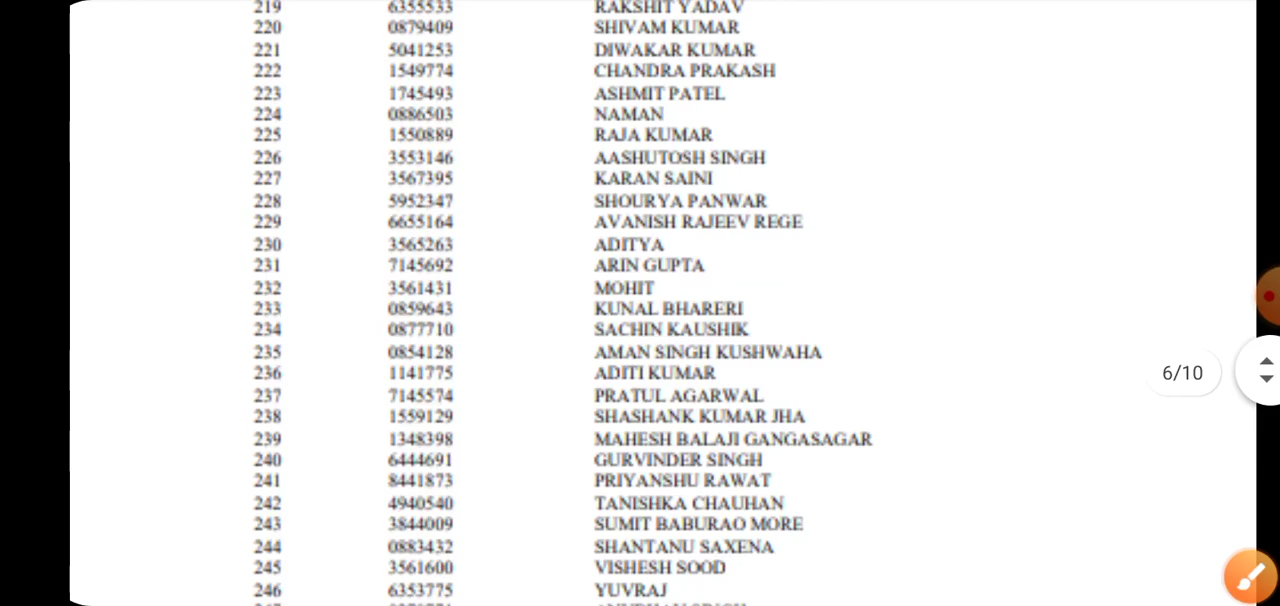 219 6355533 RAKSHIT YADAV
220 0879409 SHIVAM KUMAR
221 5041253 DIWAKAR KUMAR
222 1549774 CHANDRA PRAKASH
223 1745493 ASHMIT PATEL
224 0886503 NAMAN
225 1550889 RAJA KUMAR
226 3553146 AASHUTOSH SINGH
227 3567395 KARAN SAINI
228 5952347 SHOURYA PANWAR
229 6655164 AVANISH RAJEEV REGE
230 3565263 ADITYA
231 7145692 ARIN GUPTA
232 3561431 MOHIT
233 0859643 KUNAL BHARERI
234 0877710 SACHIN KAUSHIK
235 0854128 AMAN SINGH KUSHWAHA
236 1141775 ADITI KUMAR
6/10
237 7145574 PRATUL AGARWAL
238 1559129 SHASHANK KUMAR JHA
239 1348398 MAHESH BALAJI GANGASAGAR
240 6444691 GURVINDER SINGH
241 8441873 PRIYANSHU RAWAT
242 4940540 TANISHKA CHAUHAN
243 3844009 SUMIT BABURAO MORE
244 0883432 SHANTANU SAXENA
245 3561600 VISHESH SOOD
246 6353775 YUVRAJ